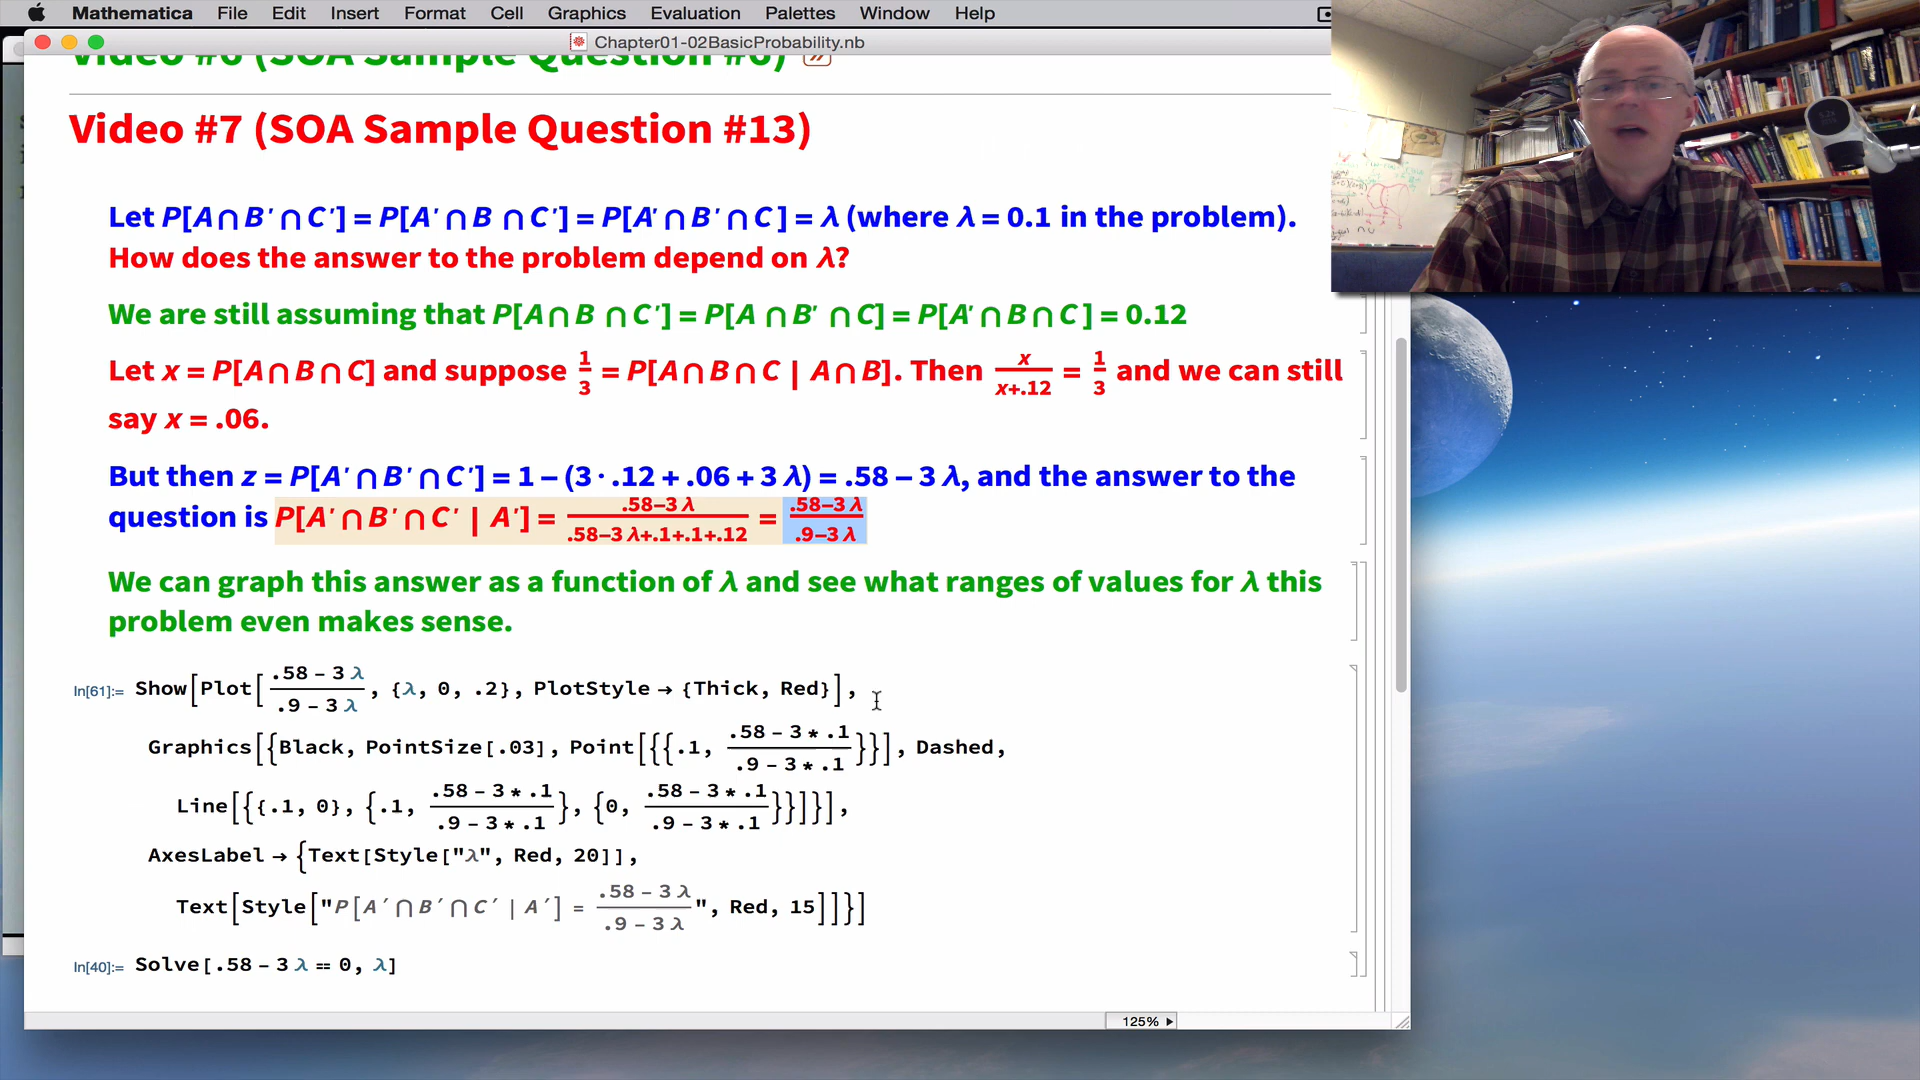 Mathematica File Edit Insert Format Cell Graphics Evaluation Palettes Window Help
Chapter01-02BasicProbability.nb
Video #6 (SOA Sample Question #6)
Video #7 (SOA Sample Question #13)
Let P[A∩B′∩C′] = P[A′∩B∩C′] = P[A′∩B′∩C] = λ (where λ = 0.1 in the problem).
How does the answer to the problem depend on λ?
We are still assuming that P[A∩B∩C′] = P[A∩B′∩C] = P[A′∩B∩C] = 0.12
Let x = P[A∩B∩C] and suppose 1/3 = P[A∩B∩C | A∩B]. Then x/(x+.12) = 1/3 and we can still
say x = .06.
But then z = P[A′∩B′∩C′] = 1 – (3·.12 + .06 + 3 λ) = .58 – 3 λ, and the answer to the
question is P[A′∩B′∩C′ | A′] = (.58–3 λ)/(.58–3 λ+.1+.1+.12) = (.58–3 λ)/(.9–3 λ)
We can graph this answer as a function of λ and see what ranges of values for λ this
problem even makes sense.
In[61]:= Show[Plot[(.58 – 3 λ)/(.9 – 3 λ), {λ, 0, .2}, PlotStyle → {Thick, Red}],
Graphics[{Black, PointSize[.03], Point[{{.1, (.58 – 3 * .1)/(.9 – 3 * .1)}}], Dashed,
Line[{{.1, 0}, {.1, (.58 – 3 * .1)/(.9 – 3 * .1)}, {0, (.58 – 3 * .1)/(.9 – 3 * .1)}}]}],
AxesLabel → {Text[Style["λ", Red, 20]],
Text[Style["P[A′∩B′∩C′ | A′] = (.58 – 3 λ)/(.9 – 3 λ)", Red, 15]]}]
In[40]:= Solve[.58 – 3 λ == 0, λ]
125%